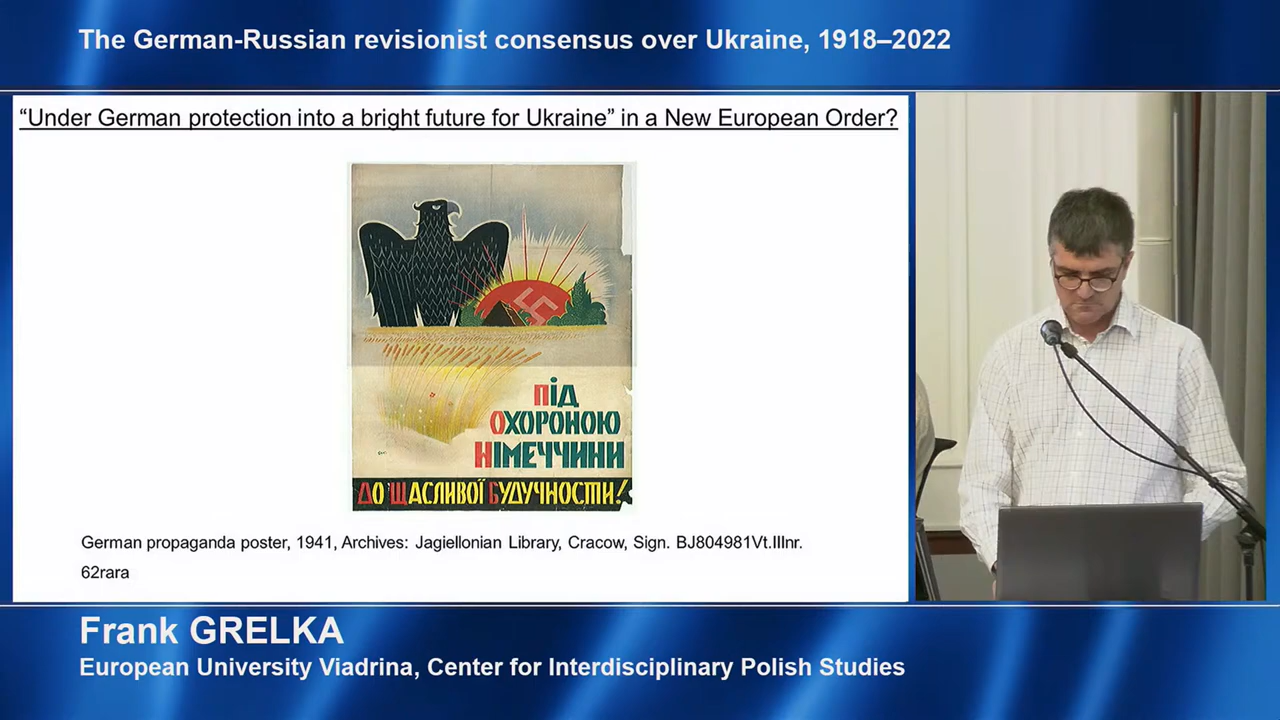 The German-Russian revisionist consensus over Ukraine, 1918–2022
“Under German protection into a bright future for Ukraine” in a New European Order?
ПІД
ОХОРОНОЮ
НІМЕЧЧИНИ
ДО ЩАСЛИВОЇ БУДУЧНОСТИ!
German propaganda poster, 1941, Archives: Jagiellonian Library, Cracow, Sign. BJ804981Vt.IIInr.
62rara
Frank GRELKA
European University Viadrina, Center for Interdisciplinary Polish Studies